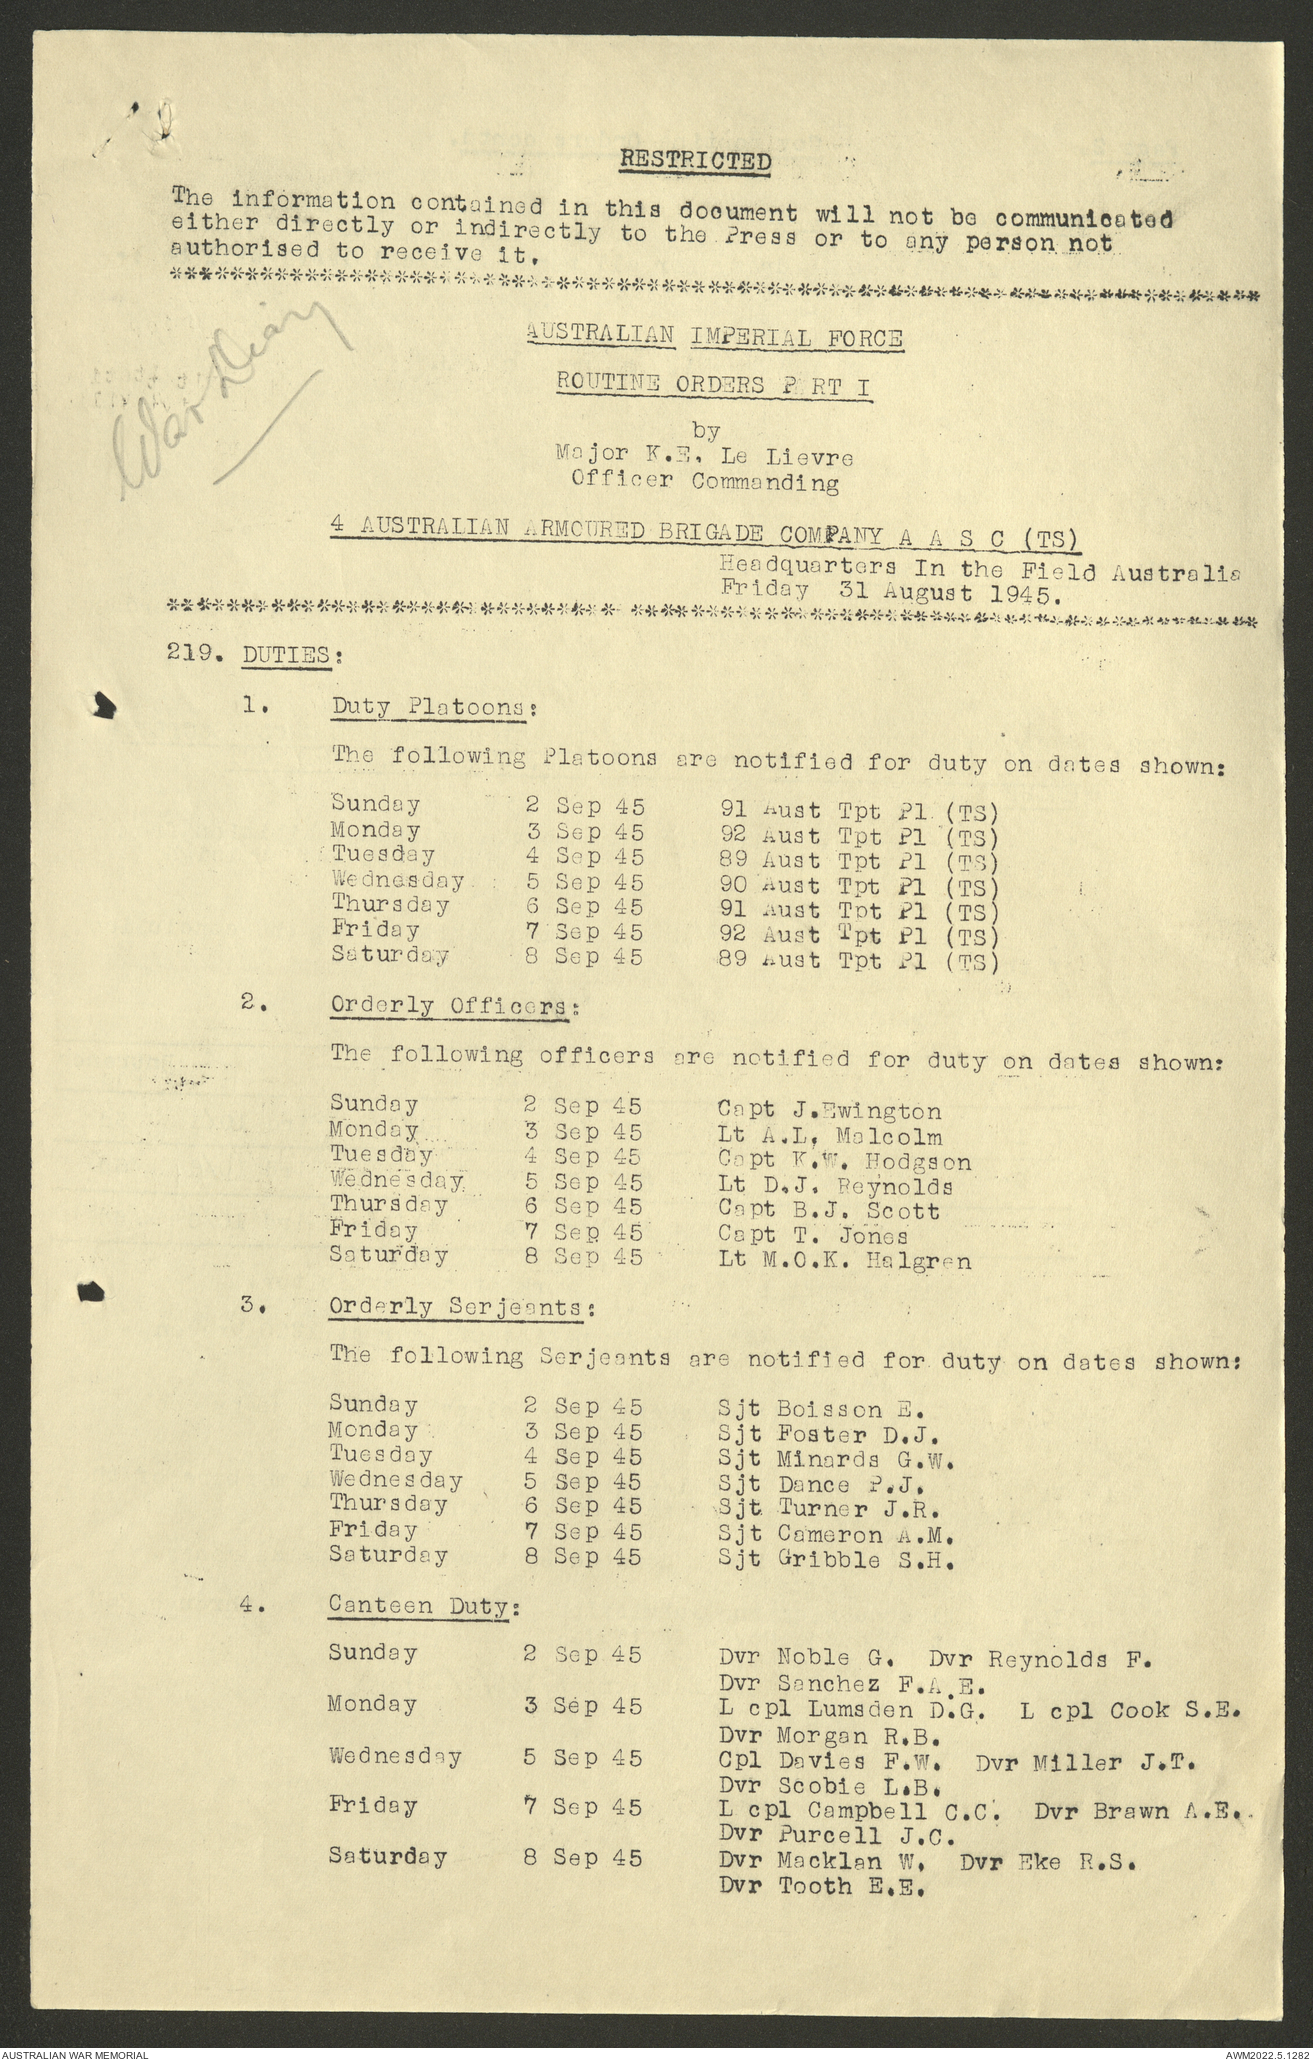 RESTRICTED
The information contained in this document will not be communicated
either directly or indirectly to the Press or to any person not
authorised to receive it.
****************************************************************************
War Diary
AUSTRALIAN IMPERIAL FORCE
ROUTINE ORDERS P RT I
by
Major K.E. Le Lievre
Officer Commanding
4 AUSTRALIAN ARMOURED BRIGADE COMPANY A A S C (TS)
Headquarters In the Field Australia
Friday 31 August 1945.
****************************************************************************
219. DUTIES:
1. Duty Platoons:
The following Platoons are notified for duty on dates shown:
Sunday 2 Sep 45 91 Aust Tpt Pl (TS)
Monday 3 Sep 45 92 Aust Tpt Pl (TS)
Tuesday 4 Sep 45 89 Aust Tpt Pl (TS)
Wednesday 5 Sep 45 90 Aust Tpt Pl (TS)
Thursday 6 Sep 45 91 Aust Tpt Pl (TS)
Friday 7 Sep 45 92 Aust Tpt Pl (TS)
Saturday 8 Sep 45 89 Aust Tpt Pl (TS)
2. Orderly Officers:
The following officers are notified for duty on dates shown:
Sunday 2 Sep 45 Capt J.Ewington
Monday 3 Sep 45 Lt A.L. Malcolm
Tuesday 4 Sep 45 Capt K.W. Hodgson
Wednesday 5 Sep 45 Lt D.J. Reynolds
Thursday 6 Sep 45 Capt B.J. Scott
Friday 7 Sep 45 Capt T. Jones
Saturday 8 Sep 45 Lt M.O.K. Halgren
3. Orderly Serjeants:
The following Serjeants are notified for duty on dates shown:
Sunday 2 Sep 45 Sjt Boisson E.
Monday 3 Sep 45 Sjt Foster D.J.
Tuesday 4 Sep 45 Sjt Minards G.W.
Wednesday 5 Sep 45 Sjt Dance P.J.
Thursday 6 Sep 45 Sjt Turner J.R.
Friday 7 Sep 45 Sjt Cameron A.M.
Saturday 8 Sep 45 Sjt Gribble S.H.
4. Canteen Duty:
Sunday 2 Sep 45 Dvr Noble G. Dvr Reynolds F.
Dvr Sanchez F.A.E.
Monday 3 Sep 45 L cpl Lumsden D.G. L cpl Cook S.E.
Dvr Morgan R.B.
Wednesday 5 Sep 45 Cpl Davies F.W. Dvr Miller J.T.
Dvr Scobie L.B.
Friday 7 Sep 45 L cpl Campbell C.C. Dvr Brawn A.E.
Dvr Purcell J.C.
Saturday 8 Sep 45 Dvr Macklan W. Dvr Eke R.S.
Dvr Tooth E.E.
AUSTRALIAN WAR MEMORIAL
AWM2022.5.1282